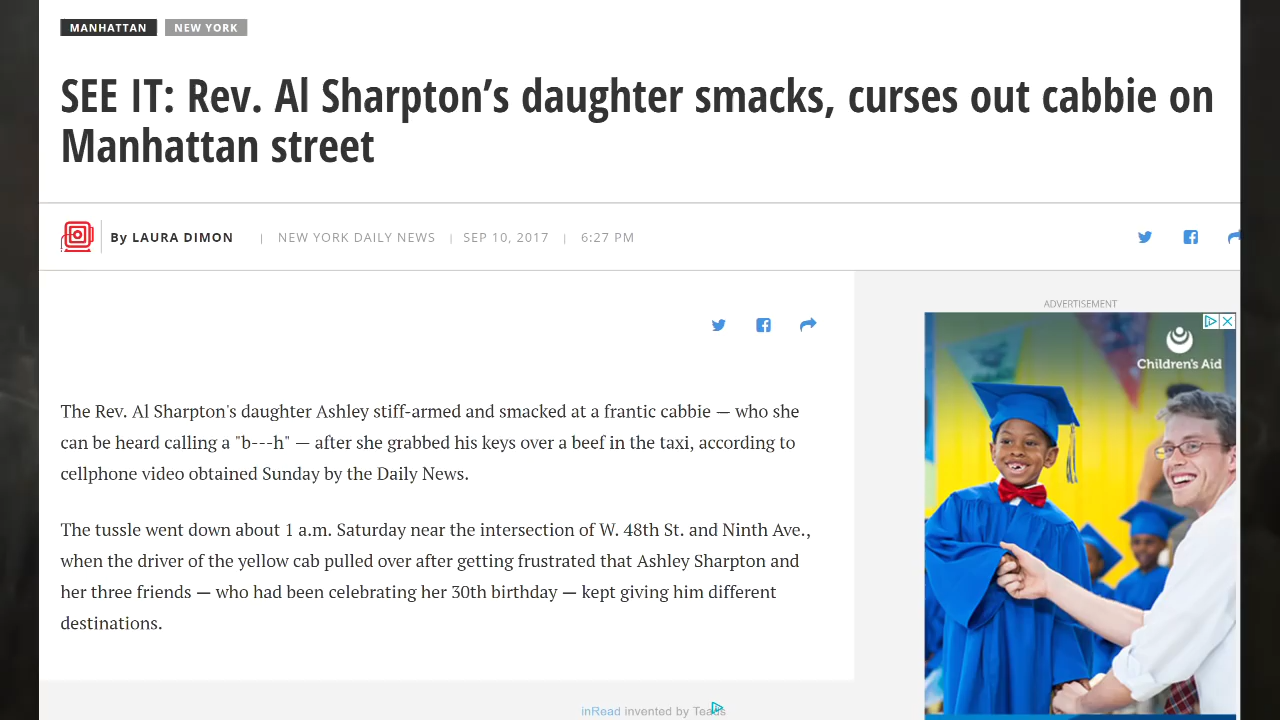 MANHATTAN NEW YORK
SEE IT: Rev. Al Sharpton’s daughter smacks, curses out cabbie on
Manhattan street
By LAURA DIMON | NEW YORK DAILY NEWS | SEP 10, 2017 | 6:27 PM
ADVERTISEMENT
Children's Aid
The Rev. Al Sharpton's daughter Ashley stiff-armed and smacked at a frantic cabbie — who she
can be heard calling a "b---h" — after she grabbed his keys over a beef in the taxi, according to
cellphone video obtained Sunday by the Daily News.
The tussle went down about 1 a.m. Saturday near the intersection of W. 48th St. and Ninth Ave.,
when the driver of the yellow cab pulled over after getting frustrated that Ashley Sharpton and
her three friends — who had been celebrating her 30th birthday — kept giving him different
destinations.
inRead invented by Teads